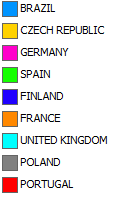 BRAZIL
CZECH REPUBLIC
GERMANY
SPAIN
FINLAND
FRANCE
UNITED KINGDOM
POLAND
PORTUGAL